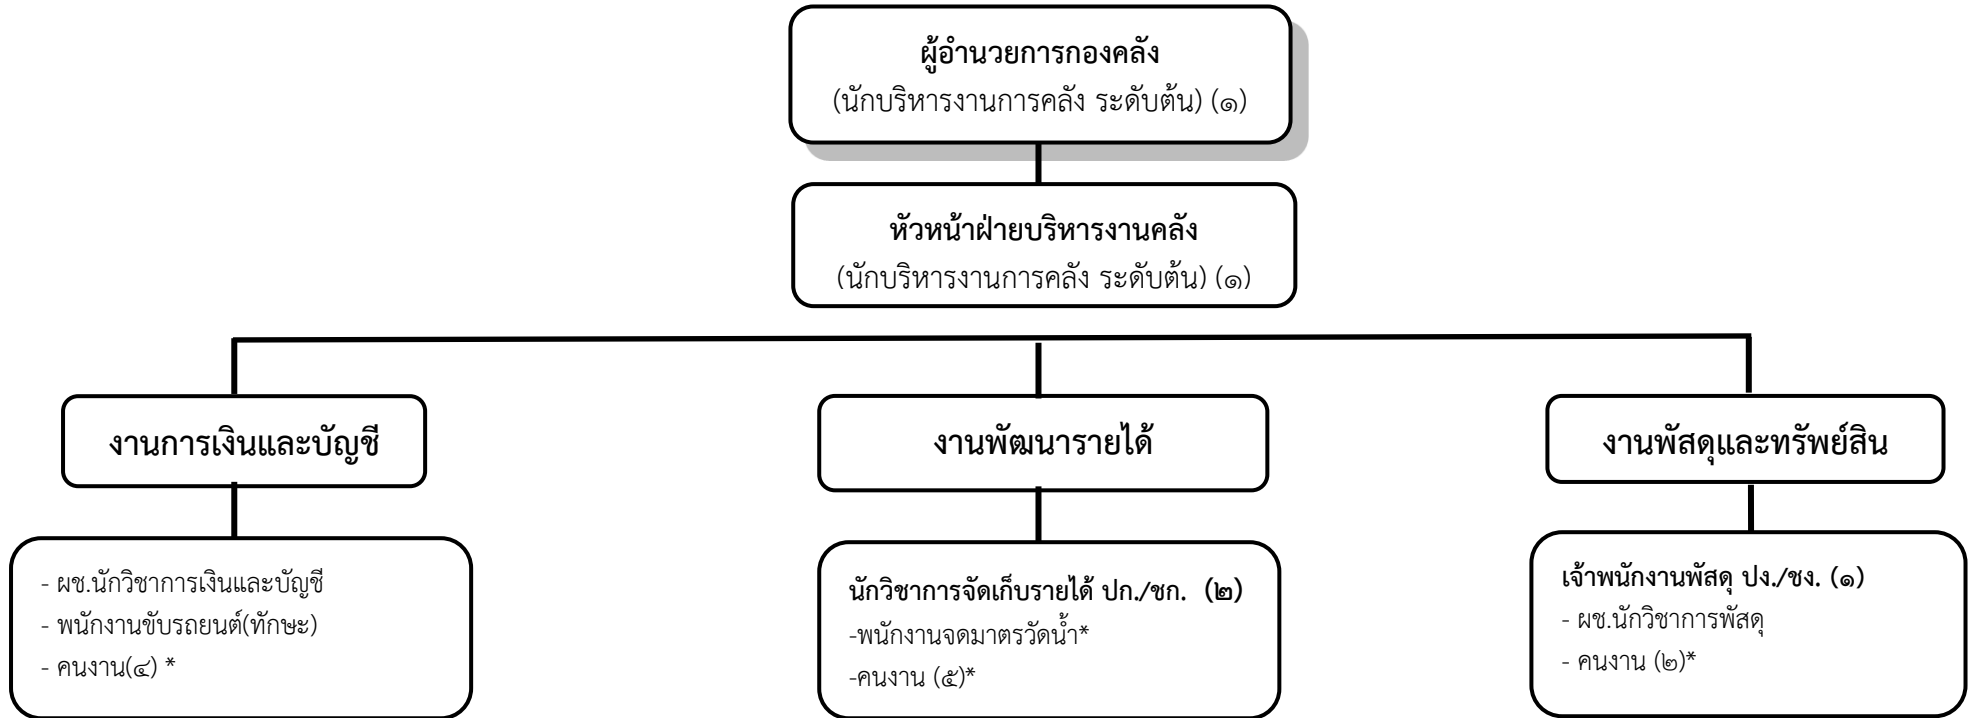 ผู้อำนวยการกองคลัง
(นักบริหารงานการคลัง ระดับต้น) (๑)
หัวหน้าฝ่ายบริหารงานคลัง
(นักบริหารงานการคลัง ระดับต้น) (๑)
งานการเงินและบัญชี
- ผช.นักวิชาการเงินและบัญชี
- พนักงานขับรถยนต์(ทักษะ)
- คนงาน(๔) *
งานพัฒนารายได้
นักวิชาการจัดเก็บรายได้ ปก./ชก. (๒)
-พนักงานจดมาตรวัดน้ำ*
-คนงาน (๕)*
งานพัสดุและทรัพย์สิน
เจ้าพนักงานพัสดุ ปง./ชง. (๑)
- ผช.นักวิชาการพัสดุ
- คนงาน (๒)*